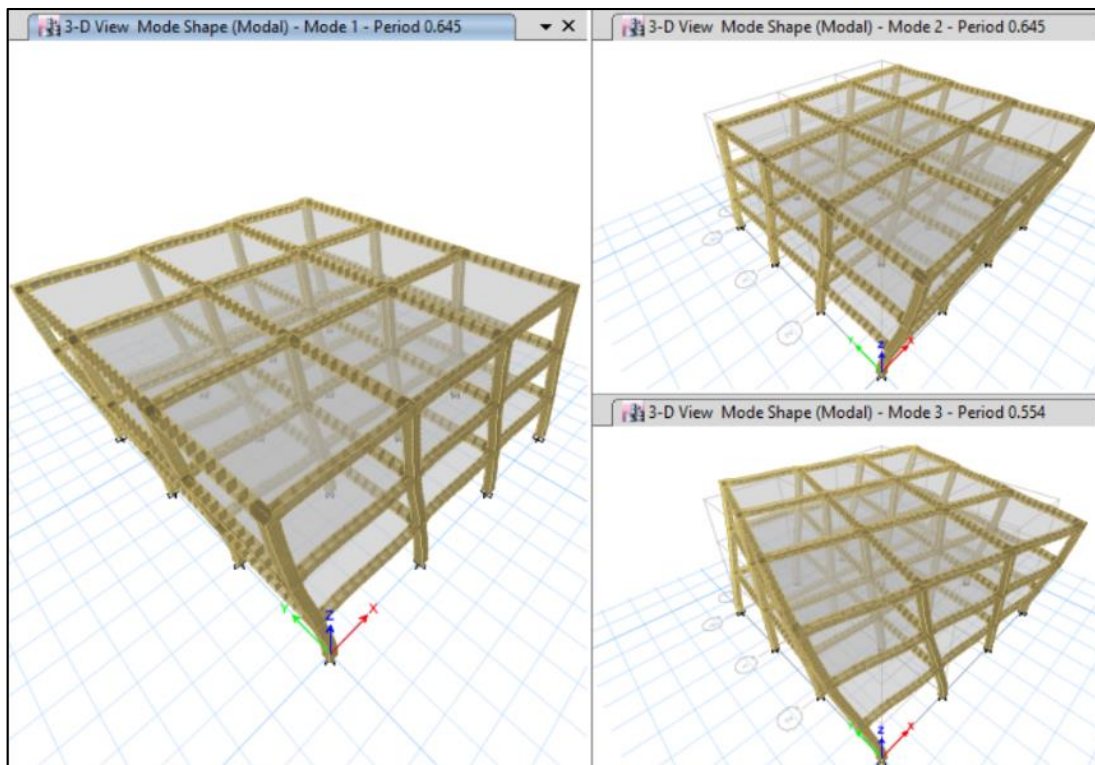 3-D View Mode Shape (Modal) - Mode 1 - Period 0.645
Y
Z
X
3-D View Mode Shape (Modal) - Mode 2 - Period 0.645
Y
Z
X
3-D View Mode Shape (Modal) - Mode 3 - Period 0.554
Y
Z
X